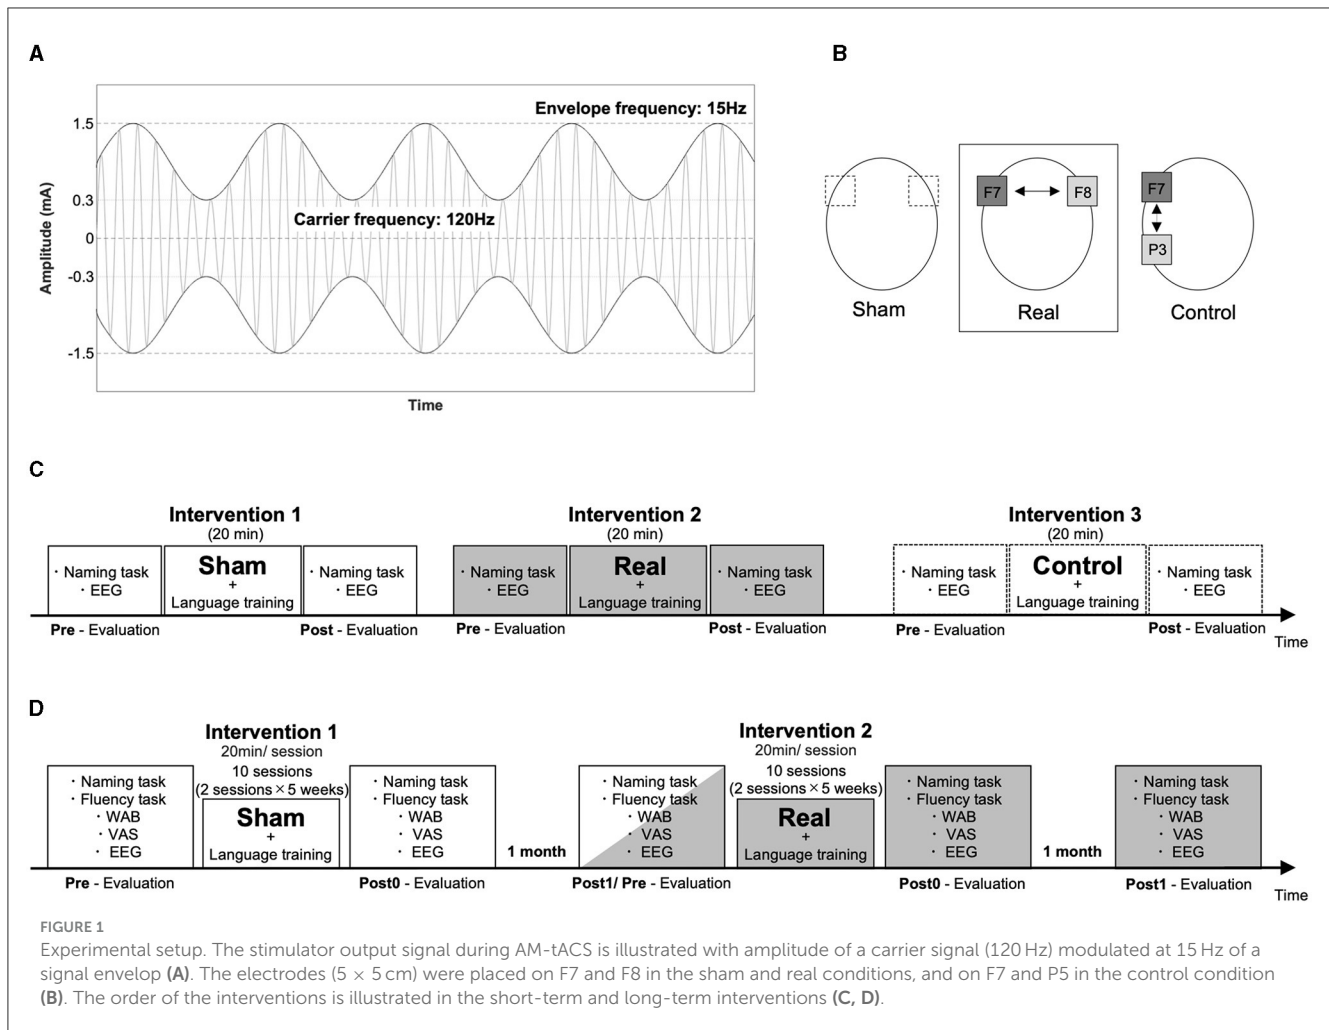 A
Envelope frequency: 15Hz
1.5
0.3
Carrier frequency: 120Hz
0
-0.3
-1.5
Amplitude (mA)
Time
B
F7
F8
F7
P3
Sham
Real
Control
C
Intervention 1
(20 min)
・ Naming task
・ EEG
Sham
+
Language training
・ Naming task
・ EEG
Pre - Evaluation
Post - Evaluation
Intervention 2
(20 min)
・ Naming task
・ EEG
Real
+
Language training
・ Naming task
・ EEG
Pre - Evaluation
Post - Evaluation
Intervention 3
(20 min)
・ Naming task
・ EEG
Control
+
Language training
・ Naming task
・ EEG
Pre - Evaluation
Post - Evaluation
Time
D
Intervention 1
20min/ session
10 sessions
(2 sessions×5 weeks)
・ Naming task
・ Fluency task
・ WAB
・ VAS
・ EEG
Sham
+
Language training
・ Naming task
・ Fluency task
・ WAB
・ VAS
・ EEG
1 month
Pre - Evaluation
Post0 - Evaluation
Intervention 2
20min/ session
10 sessions
(2 sessions×5 weeks)
・ Naming task
・ Fluency task
・ WAB
・ VAS
・ EEG
Real
+
Language training
・ Naming task
・ Fluency task
・ WAB
・ VAS
・ EEG
1 month
・ Naming task
・ Fluency task
・ WAB
・ VAS
・ EEG
Post1/ Pre - Evaluation
Post0 - Evaluation
Post1 - Evaluation
Time
FIGURE 1
Experimental setup. The stimulator output signal during AM-tACS is illustrated with amplitude of a carrier signal (120 Hz) modulated at 15 Hz of a
signal envelop (A). The electrodes (5 × 5 cm) were placed on F7 and F8 in the sham and real conditions, and on F7 and P5 in the control condition
(B). The order of the interventions is illustrated in the short-term and long-term interventions (C, D).